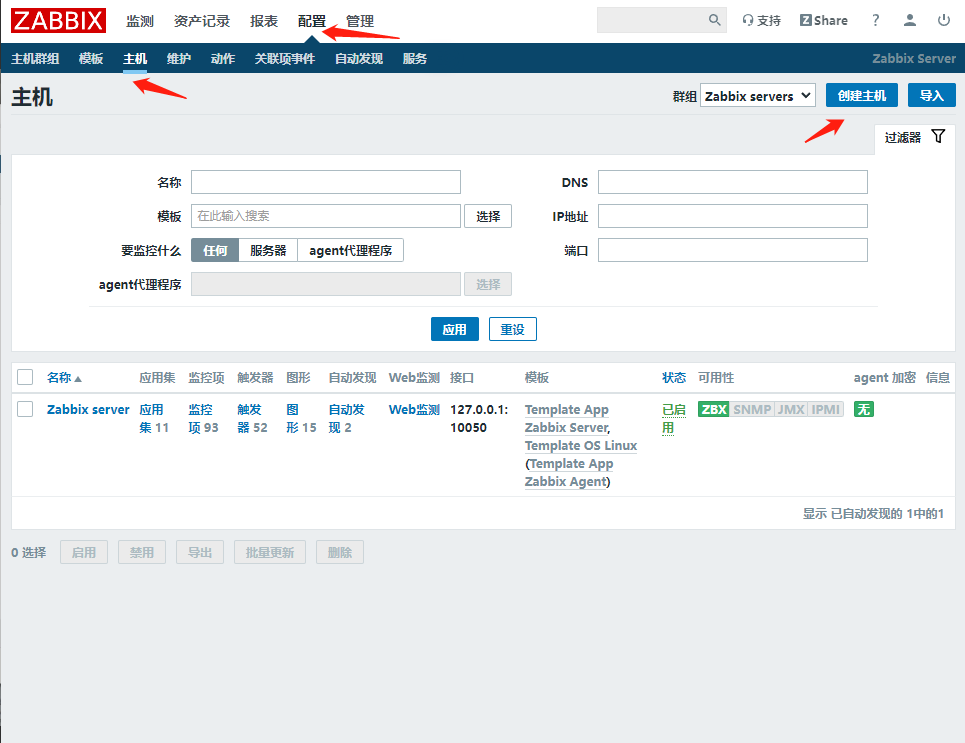 ZABBIX 监测 资产记录 报表 配置 管理 支持 Z Share ?
主机群组 模板 主机 维护 动作 关联项事件 自动发现 服务 Zabbix Server
主机 群组 Zabbix servers 创建主机 导入
过滤器
名称 DNS
模板 在此输入搜索 选择 IP地址
要监控什么 任何 服务器 agent代理程序 端口
agent代理程序 选择
应用 重设
名称 应用集 监控项 触发器 图形 自动发现 Web监测 接口 模板 状态 可用性 agent 加密 信息
Zabbix server 应用 监控 触发 图 自动发 Web监测 127.0.0.1: Template App 已启 ZBX SNMP JMX IPMI 无
集 11 项 93 器 52 形 15 现 2 10050 Zabbix Server, 用
Template OS Linux
(Template App
Zabbix Agent)
显示 已自动发现的 1中的1
0 选择 启用 禁用 导出 批量更新 删除